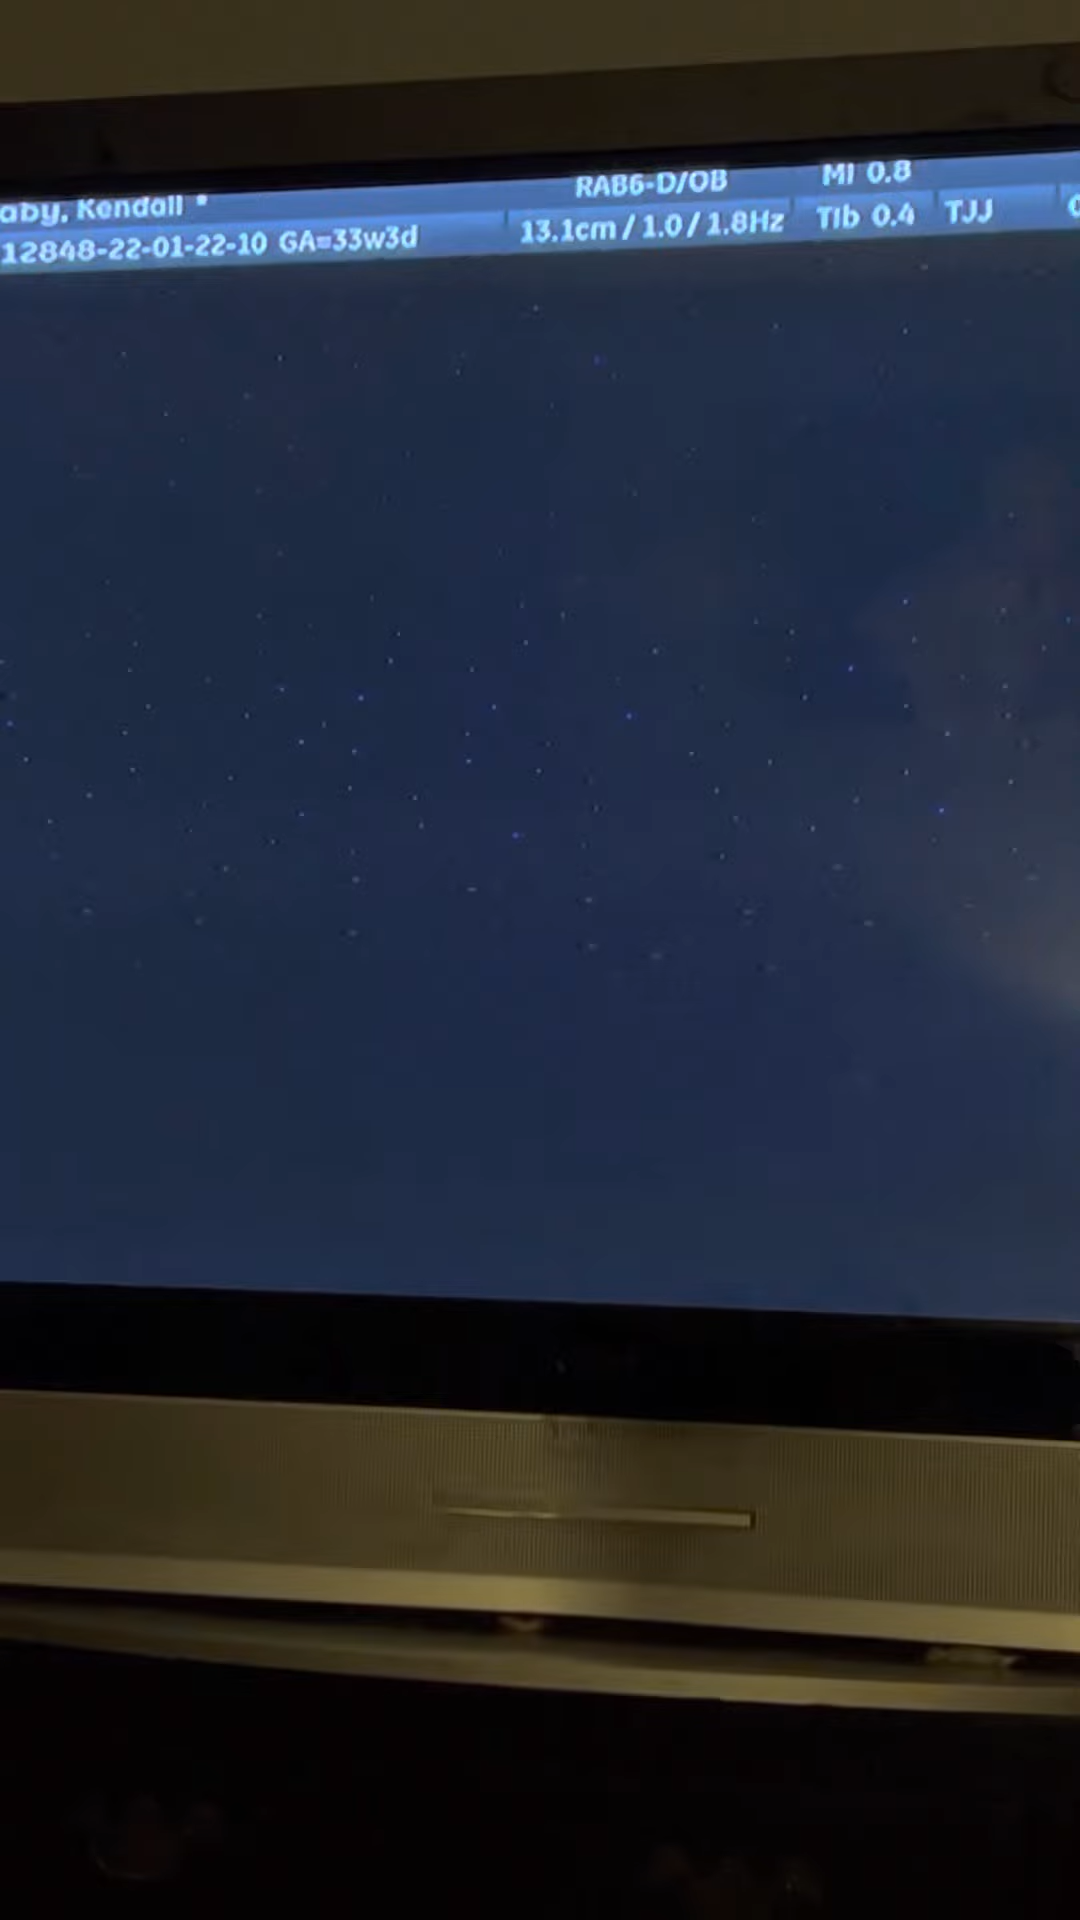 aby, Kendall RAB6-D/OB MI 0.8
12848-22-01-22-10 GA=33w3d 13.1cm / 1.0 / 1.8Hz TIb 0.4 TJJ